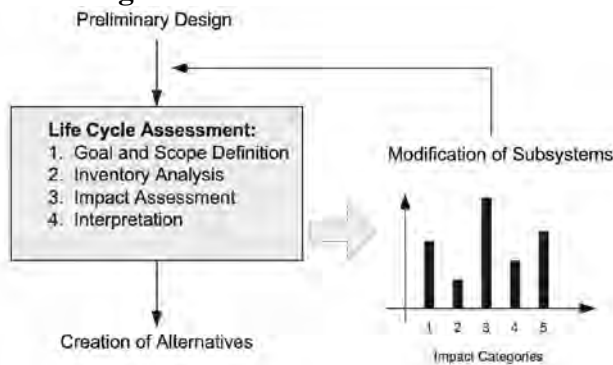 Preliminary Design
Life Cycle Assessment:
1. Goal and Scope Definition
2. Inventory Analysis
3. Impact Assessment
4. Interpretation
Modification of Subsystems
1 2 3 4 5
Impact Categories
Creation of Alternatives